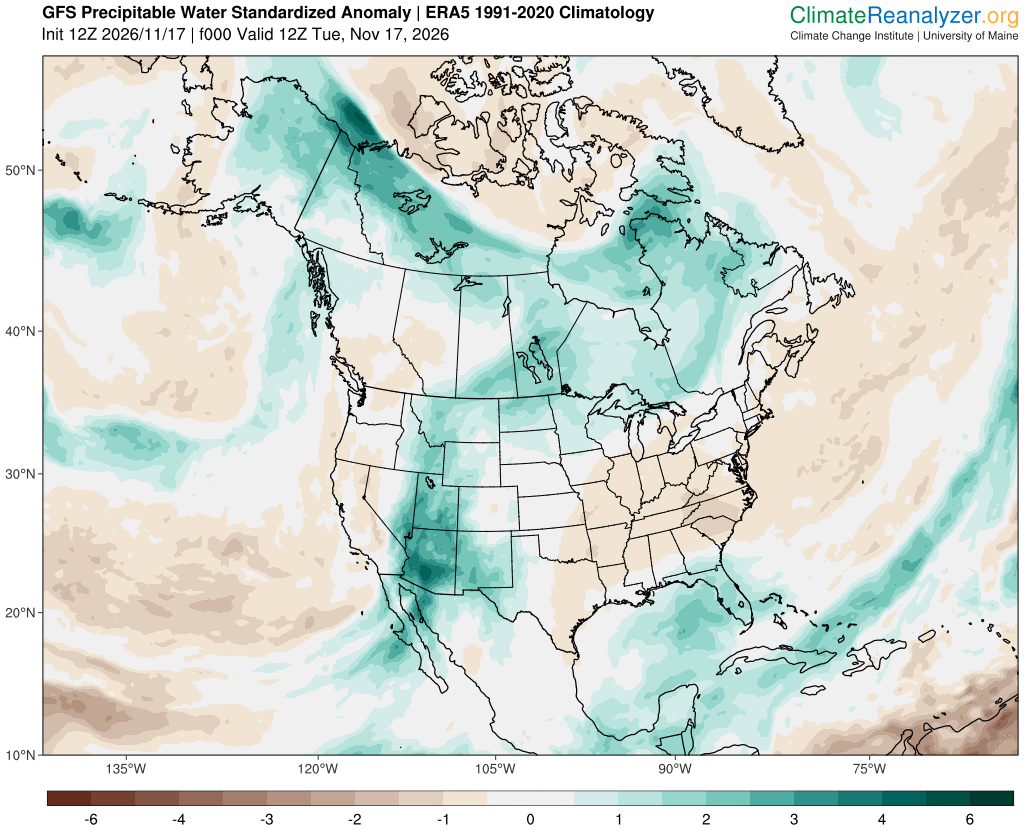 GFS Precipitable Water Standardized Anomaly | ERA5 1991-2020 Climatology
Init 12Z 2026/11/17 | f000 Valid 12Z Tue, Nov 17, 2026
ClimateReanalyzer.org
Climate Change Institute | University of Maine
50°N
40°N
30°N
20°N
10°N
135°W 120°W 105°W 90°W 75°W
-6 -5 -4 -3 -2 -1 0 1 2 3 4 5 6